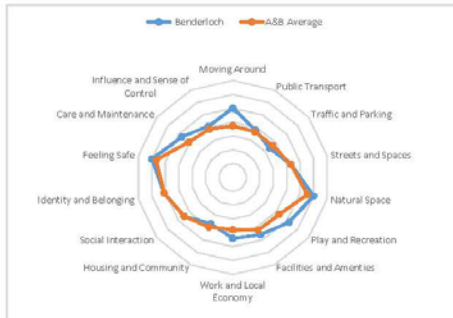 Benderloch
A&B Average
Moving Around
Public Transport
Traffic and Parking
Streets and Spaces
Natural Space
Play and Recreation
Facilities and Amenties
Work and Local
Economy
Housing and Community
Social Interaction
Identity and Belonging
Feeling Safe
Care and Maintenance
Influence and Sense of
Control